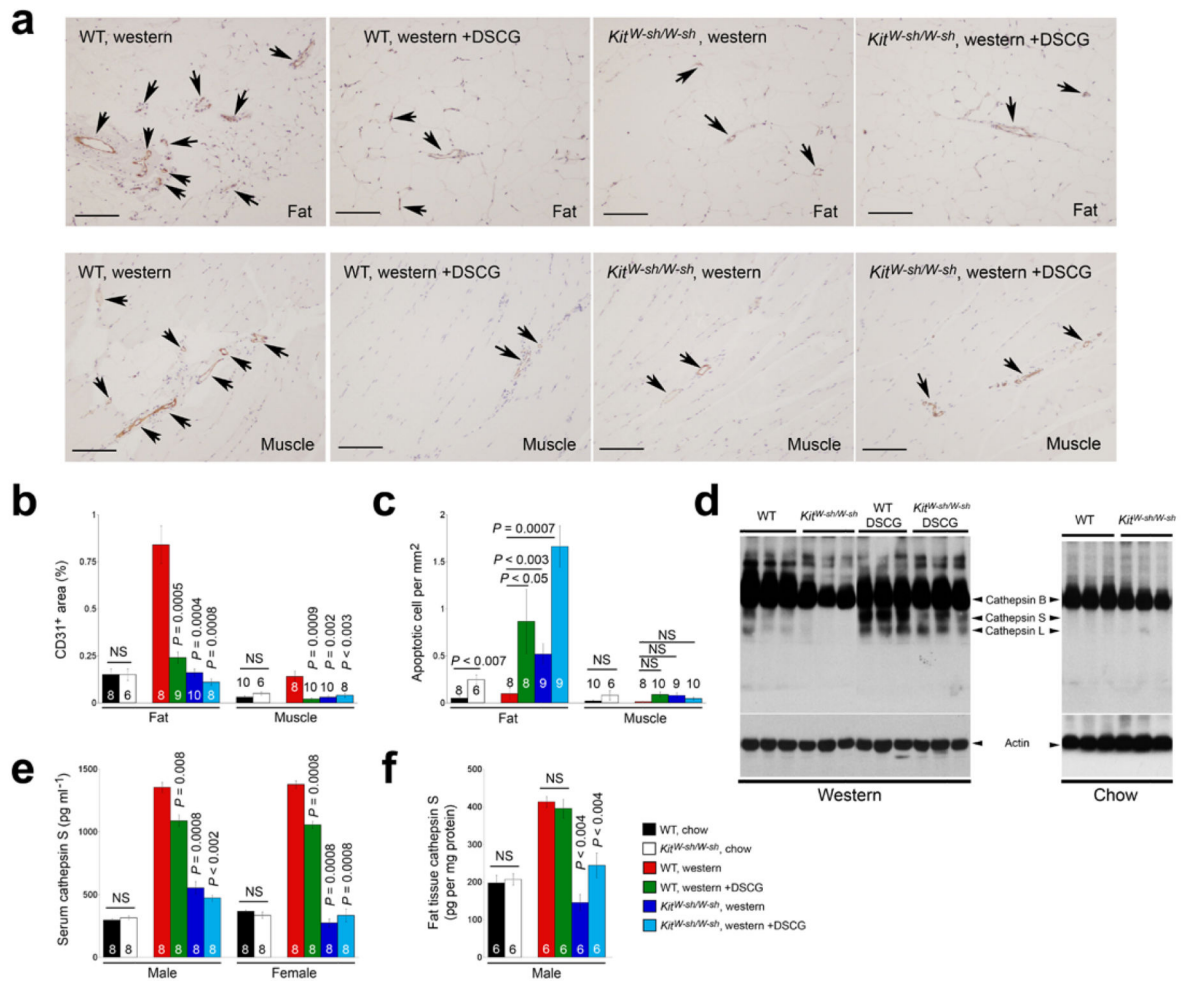 a
WT, western
WT, western +DSCG
KitW-sh/W-sh, western
KitW-sh/W-sh, western +DSCG
Fat
Fat
Fat
Fat
WT, western
WT, western +DSCG
KitW-sh/W-sh, western
KitW-sh/W-sh, western +DSCG
Muscle
Muscle
Muscle
Muscle
b
CD31+ area (%)
1
0.75
0.5
0.25
0
NS
P = 0.0005
P = 0.0004
P = 0.0008
NS
P = 0.0009
P = 0.002
P < 0.003
8 6 8 9 10 8
10 6 8 10 10 8
Fat
Muscle
c
Apoptotic cell per mm2
2
1.5
1
0.5
0
P = 0.0007
P < 0.003
P < 0.05
P < 0.007
NS
NS
NS
NS
8 6 8 8 9 9
10 6 8 10 9 10
Fat
Muscle
d
WT
KitW-sh/W-sh
WT
DSCG
KitW-sh/W-sh
DSCG
WT
KitW-sh/W-sh
Cathepsin B
Cathepsin S
Cathepsin L
Actin
Western
Chow
e
Serum cathepsin S (pg ml−1)
1500
1000
500
0
NS
P = 0.008
P = 0.0008
P < 0.002
NS
P = 0.0008
P = 0.0008
P = 0.0008
8 8 8 8 8 8
8 8 8 8 8 8
Male
Female
f
Fat tissue cathepsin S
(pg per mg protein)
500
400
300
200
100
0
NS
NS
P < 0.004
P < 0.004
6 6 6 6 6 6
Male
WT, chow
KitW-sh/W-sh, chow
WT, western
WT, western +DSCG
KitW-sh/W-sh, western
KitW-sh/W-sh, western +DSCG